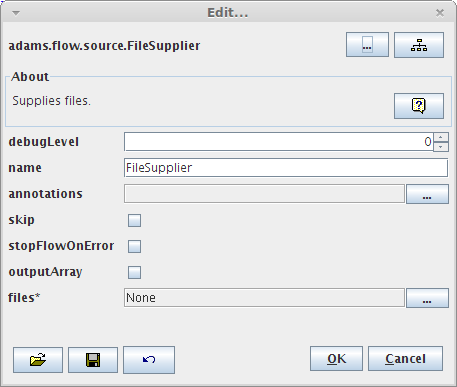 Edit...
adams.flow.source.FileSupplier ...
About
Supplies files. ?
debugLevel 0
name FileSupplier
annotations ...
skip
stopFlowOnError
outputArray
files* None ...
OK Cancel